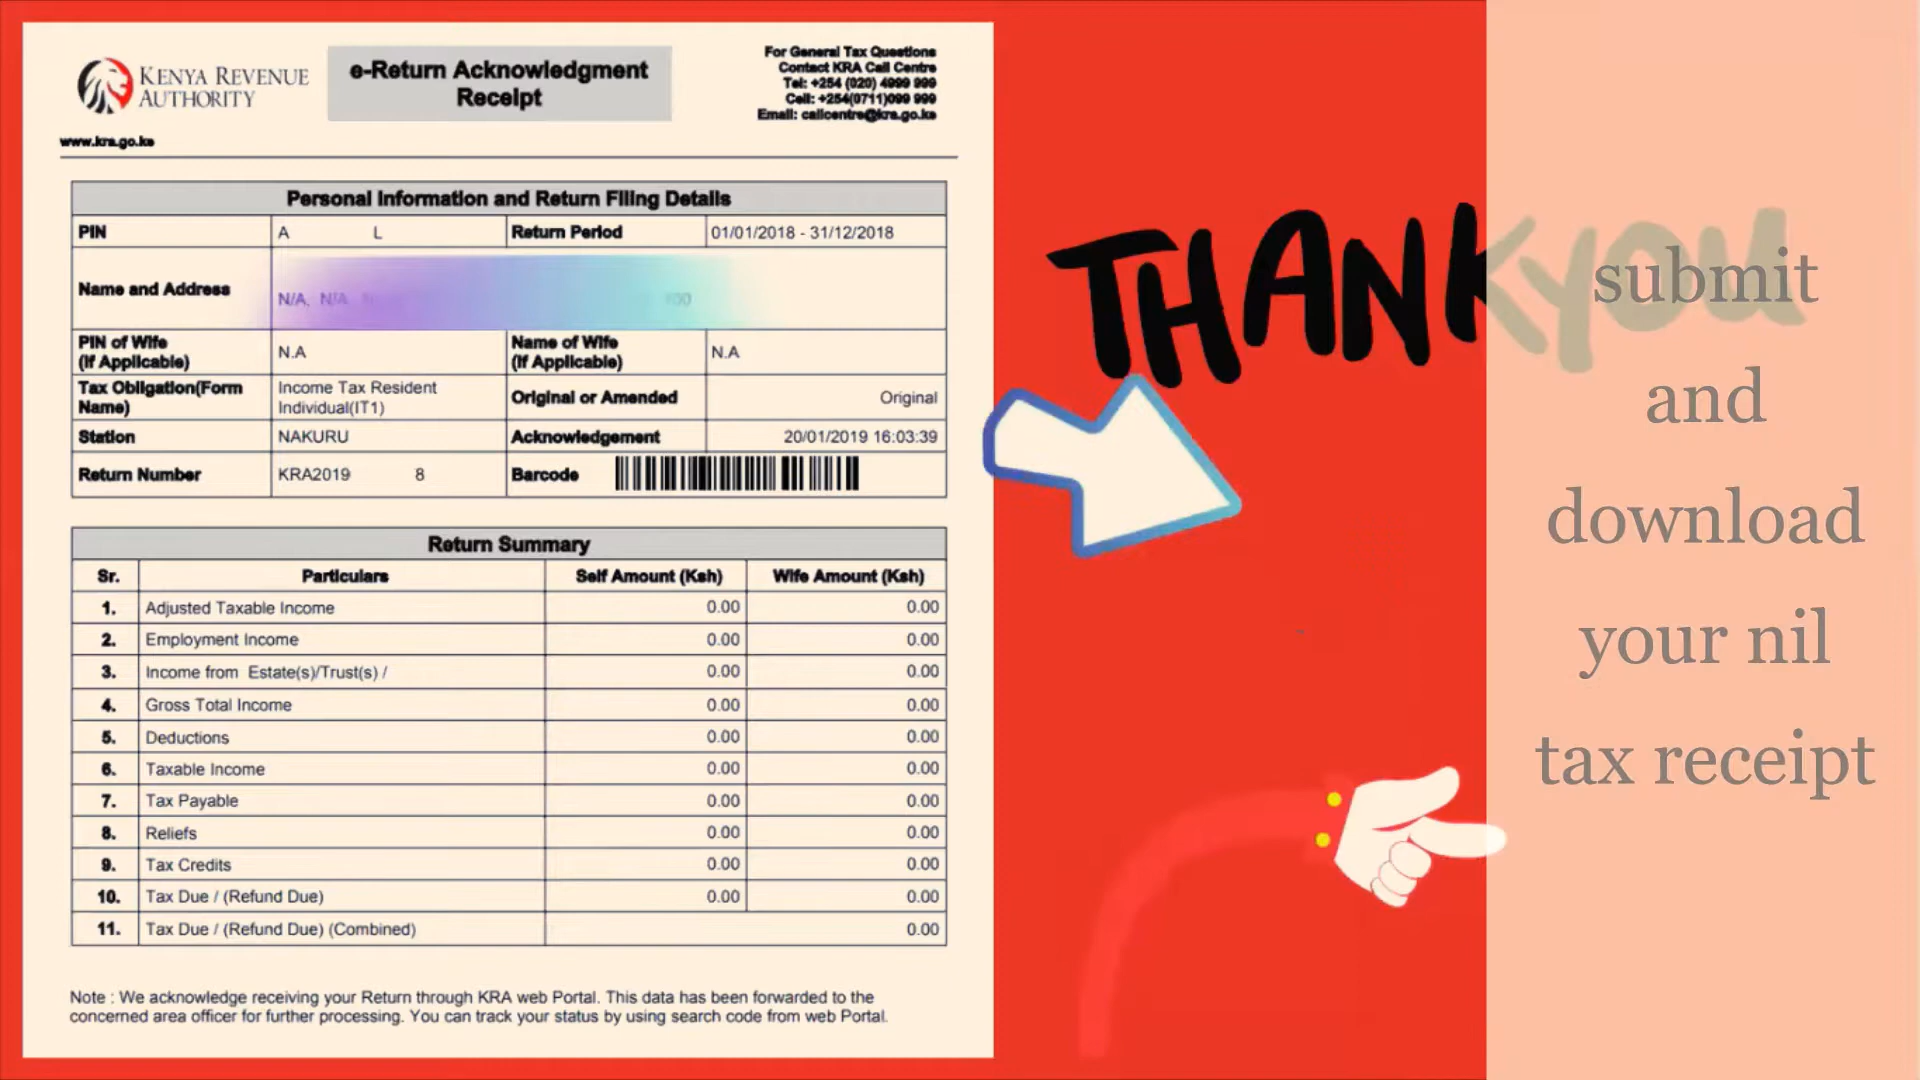 KENYA REVENUE
AUTHORITY
www.kra.go.ke
e-Return Acknowledgment
Receipt
For General Tax Questions
Contact KRA Call Centre
Tel: +254 (020) 4999 999
Cell: +254(0711)099 999
Email: callcentre@kra.go.ke
Personal Information and Return Filing Details
PIN A L Return Period 01/01/2018 - 31/12/2018
Name and Address N/A, N/A
PIN of Wife
(If Applicable)
N.A
Name of Wife
(If Applicable)
N.A
Tax Obligation(Form
Name)
Income Tax Resident
Individual(IT1)
Original or Amended Original
Station NAKURU Acknowledgement 20/01/2019 16:03:39
Return Number KRA2019 8 Barcode
Return Summary
Sr. Particulars Self Amount (Ksh) Wife Amount (Ksh)
1. Adjusted Taxable Income 0.00 0.00
2. Employment Income 0.00 0.00
3. Income from Estate(s)/Trust(s) / 0.00 0.00
4. Gross Total Income 0.00 0.00
5. Deductions 0.00 0.00
6. Taxable Income 0.00 0.00
7. Tax Payable 0.00 0.00
8. Reliefs 0.00 0.00
9. Tax Credits 0.00 0.00
10. Tax Due / (Refund Due) 0.00 0.00
11. Tax Due / (Refund Due) (Combined) 0.00
Note : We acknowledge receiving your Return through KRA web Portal. This data has been forwarded to the
concerned area officer for further processing. You can track your status by using search code from web Portal.
THANK YOU
submit
and
download
your nil
tax receipt